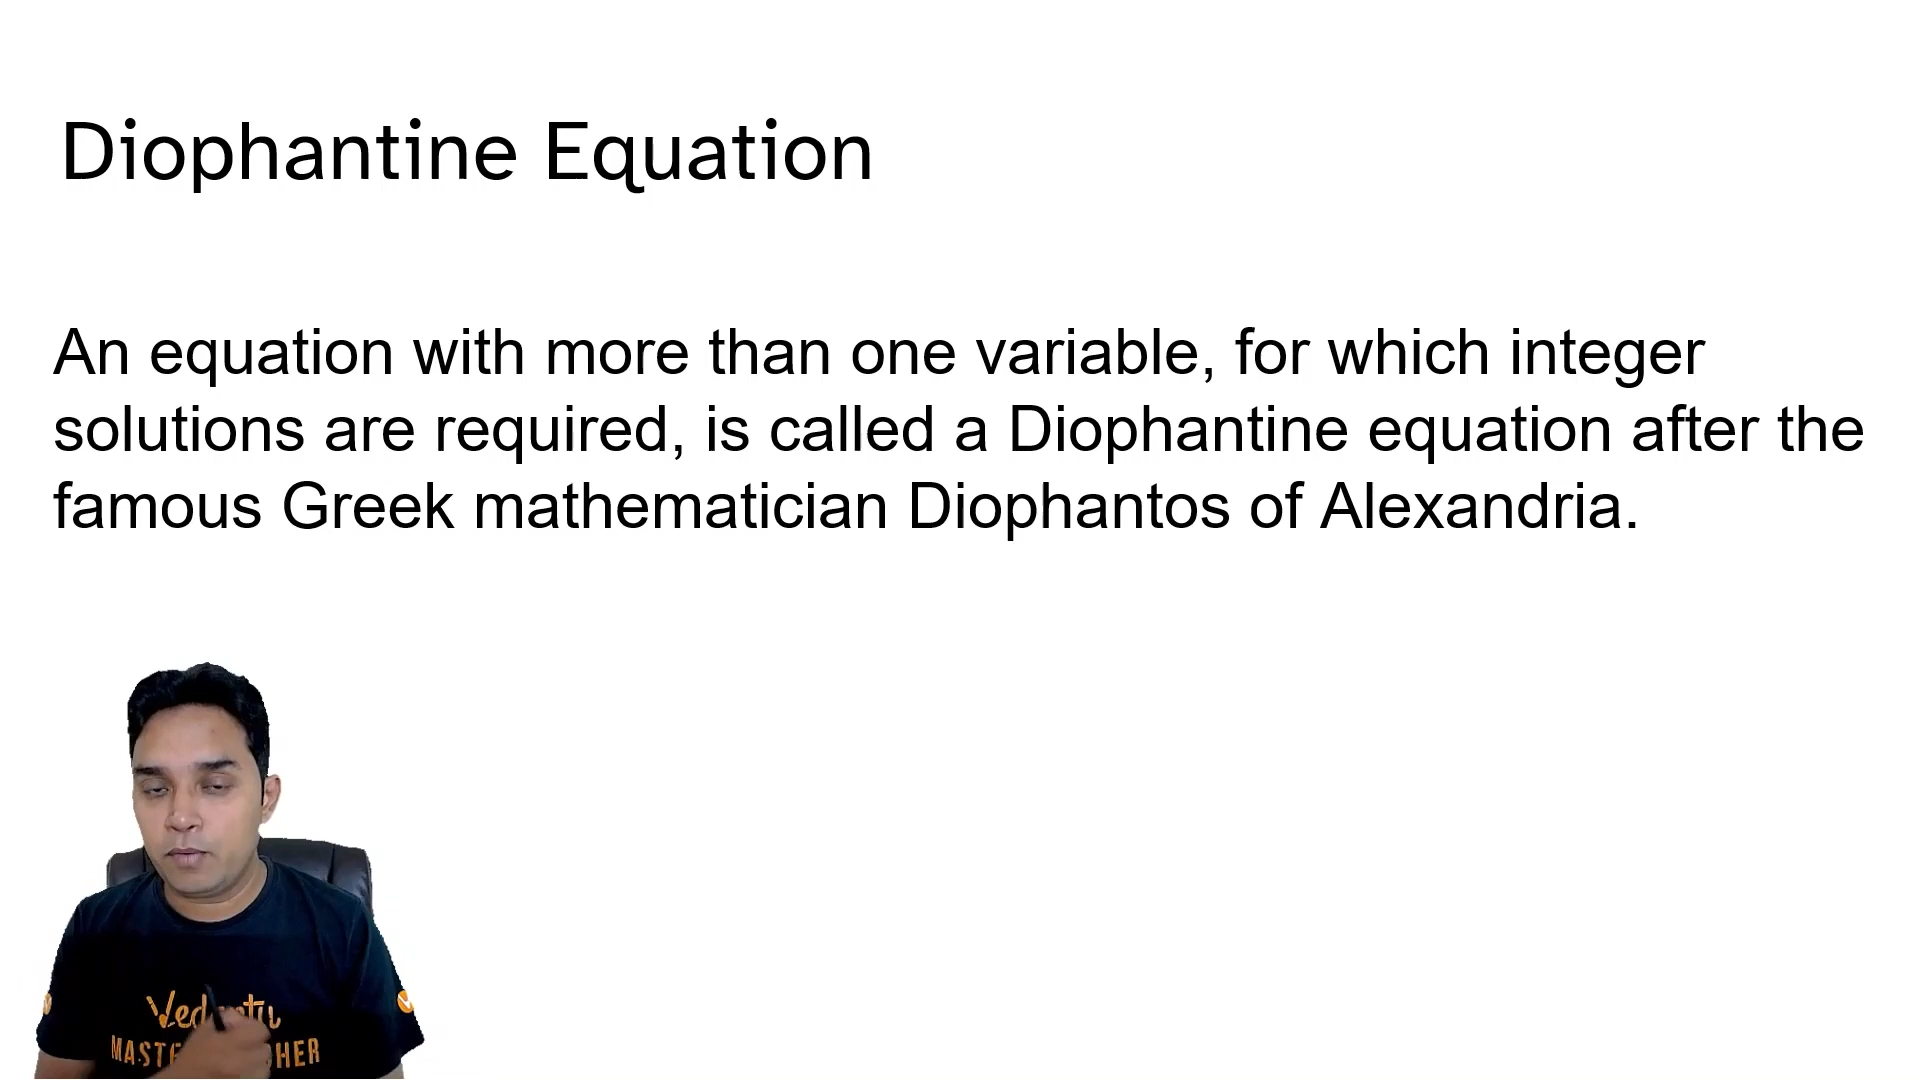 Diophantine Equation
An equation with more than one variable, for which integer
solutions are required, is called a Diophantine equation after the
famous Greek mathematician Diophantos of Alexandria.